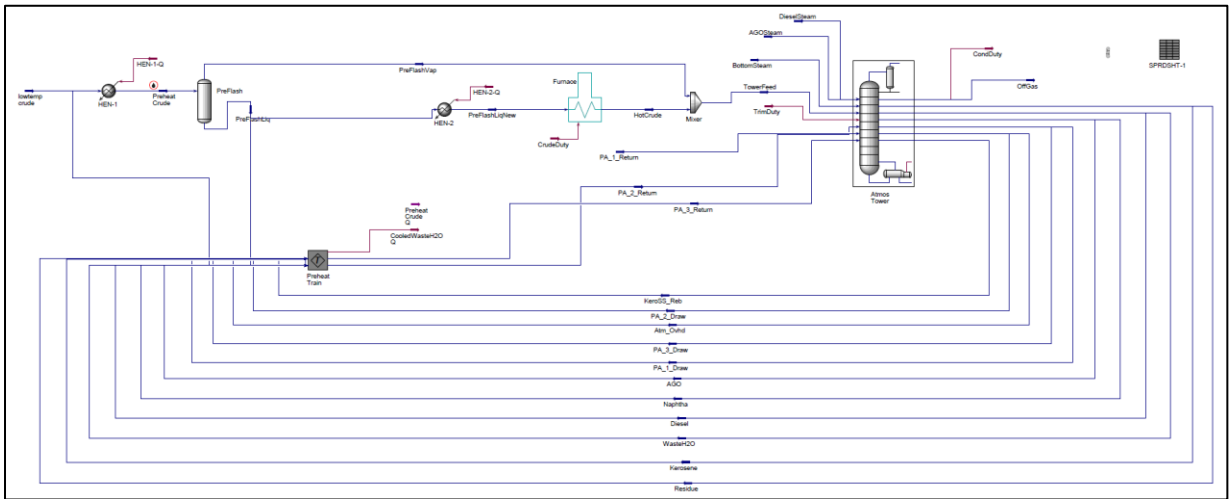 DieselSteam
AGOSteam
BottomSteam
CondDuty
SPRDSHT-1
OffGas
HEN-1-Q
PreFlashVap
Furnace
lowtemp
crude
HEN-1
Preheat
Crude
PreFlash
PreFlashLiq
HEN-2-Q
HEN-2
PreFlashLiqNew
HotCrude
Mixer
TowerFeed
TrimDuty
CrudeDuty
PA_1_Return
PA_2_Return
PA_3_Return
Atmos
Tower
Preheat
Crude
Q
CooledWasteH2O
Q
Preheat
Train
KeroSS_Reb
PA_2_Draw
Atm_Ovhd
PA_3_Draw
PA_1_Draw
AGO
Naphtha
Diesel
WasteH2O
Kerosene
Residue